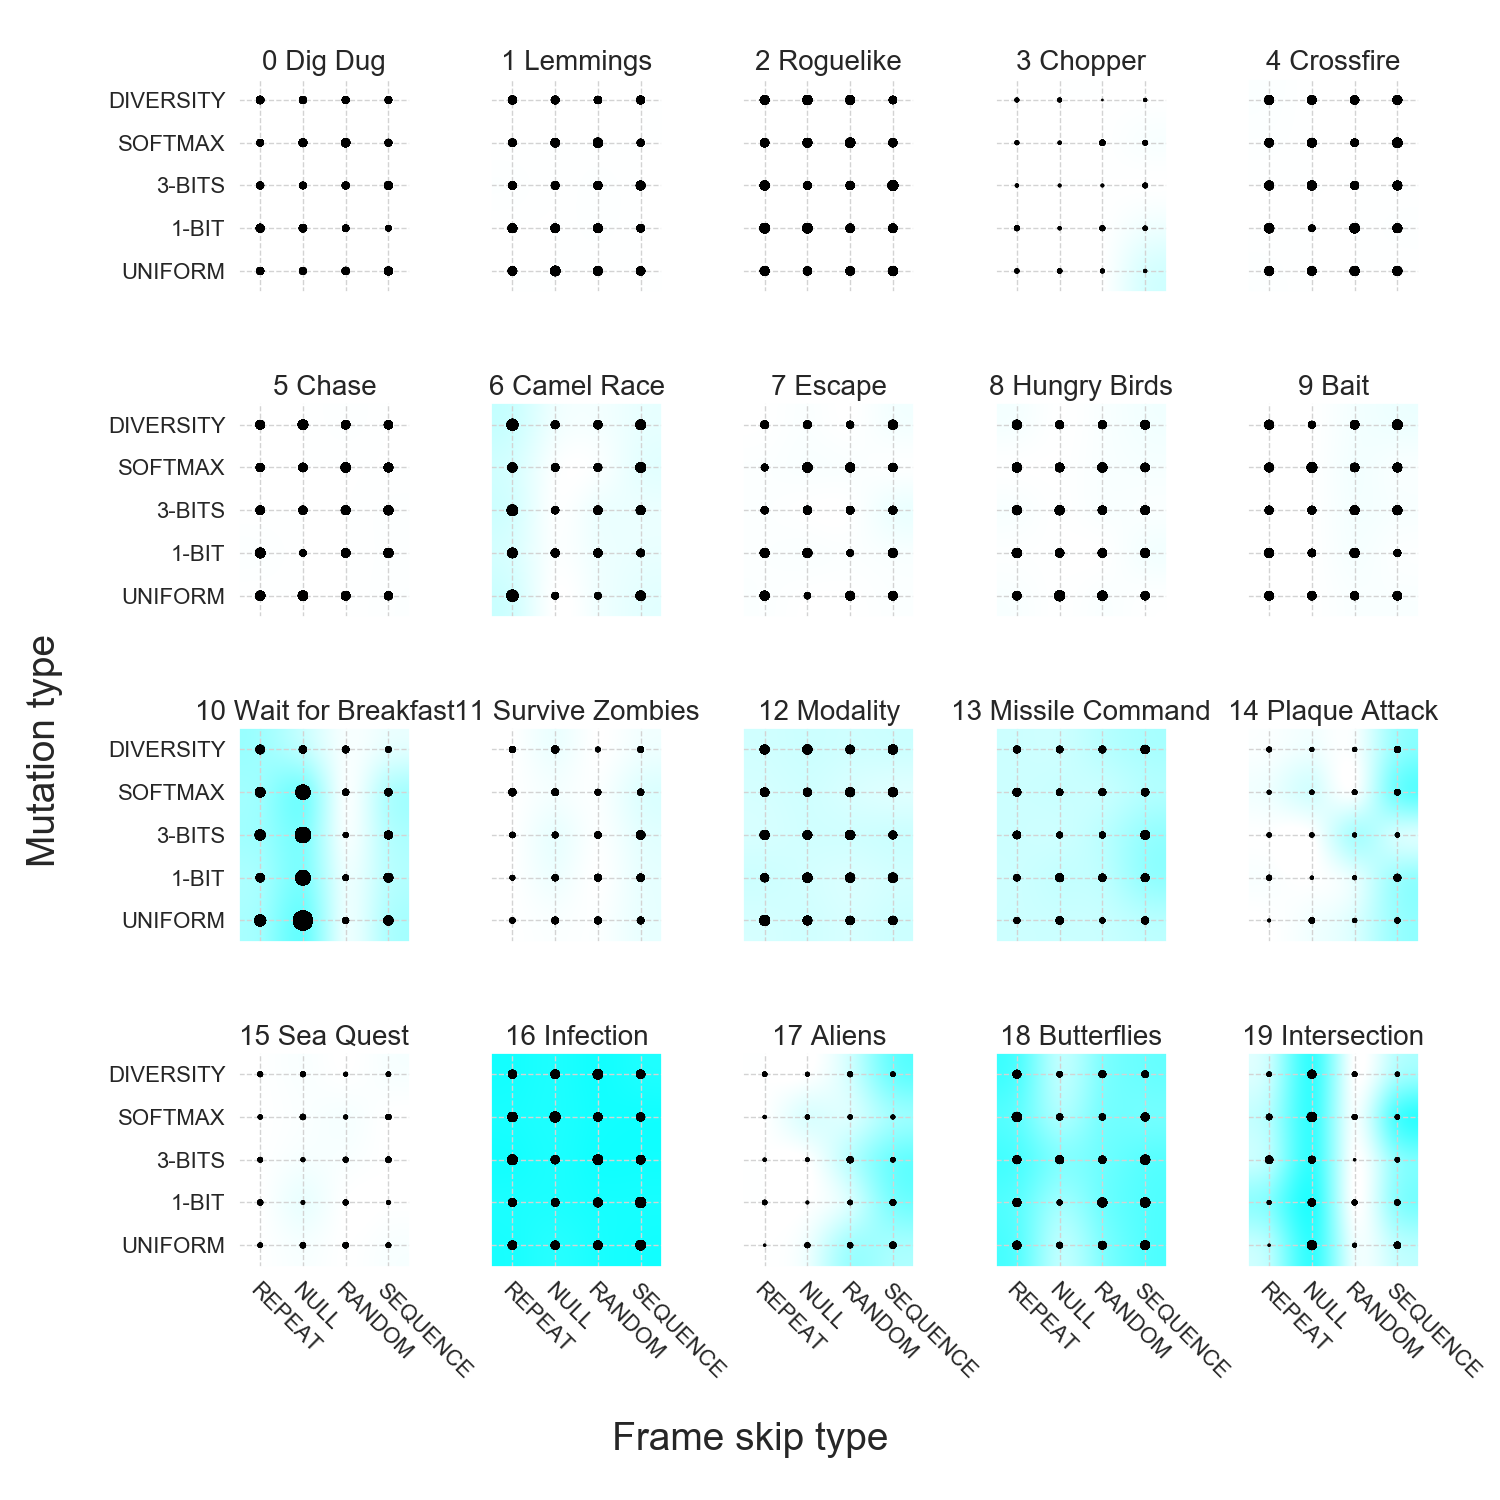 0 Dig Dug
1 Lemmings
2 Roguelike
3 Chopper
4 Crossfire
DIVERSITY
SOFTMAX
3-BITS
1-BIT
UNIFORM
5 Chase
6 Camel Race
7 Escape
8 Hungry Birds
9 Bait
DIVERSITY
SOFTMAX
3-BITS
1-BIT
UNIFORM
Mutation type
10 Wait for Breakfast
11 Survive Zombies
12 Modality
13 Missile Command
14 Plaque Attack
DIVERSITY
SOFTMAX
3-BITS
1-BIT
UNIFORM
15 Sea Quest
16 Infection
17 Aliens
18 Butterflies
19 Intersection
DIVERSITY
SOFTMAX
3-BITS
1-BIT
UNIFORM
REPEAT
NULL
RANDOM
SEQUENCE
REPEAT
NULL
RANDOM
SEQUENCE
REPEAT
NULL
RANDOM
SEQUENCE
REPEAT
NULL
RANDOM
SEQUENCE
REPEAT
NULL
RANDOM
SEQUENCE
Frame skip type